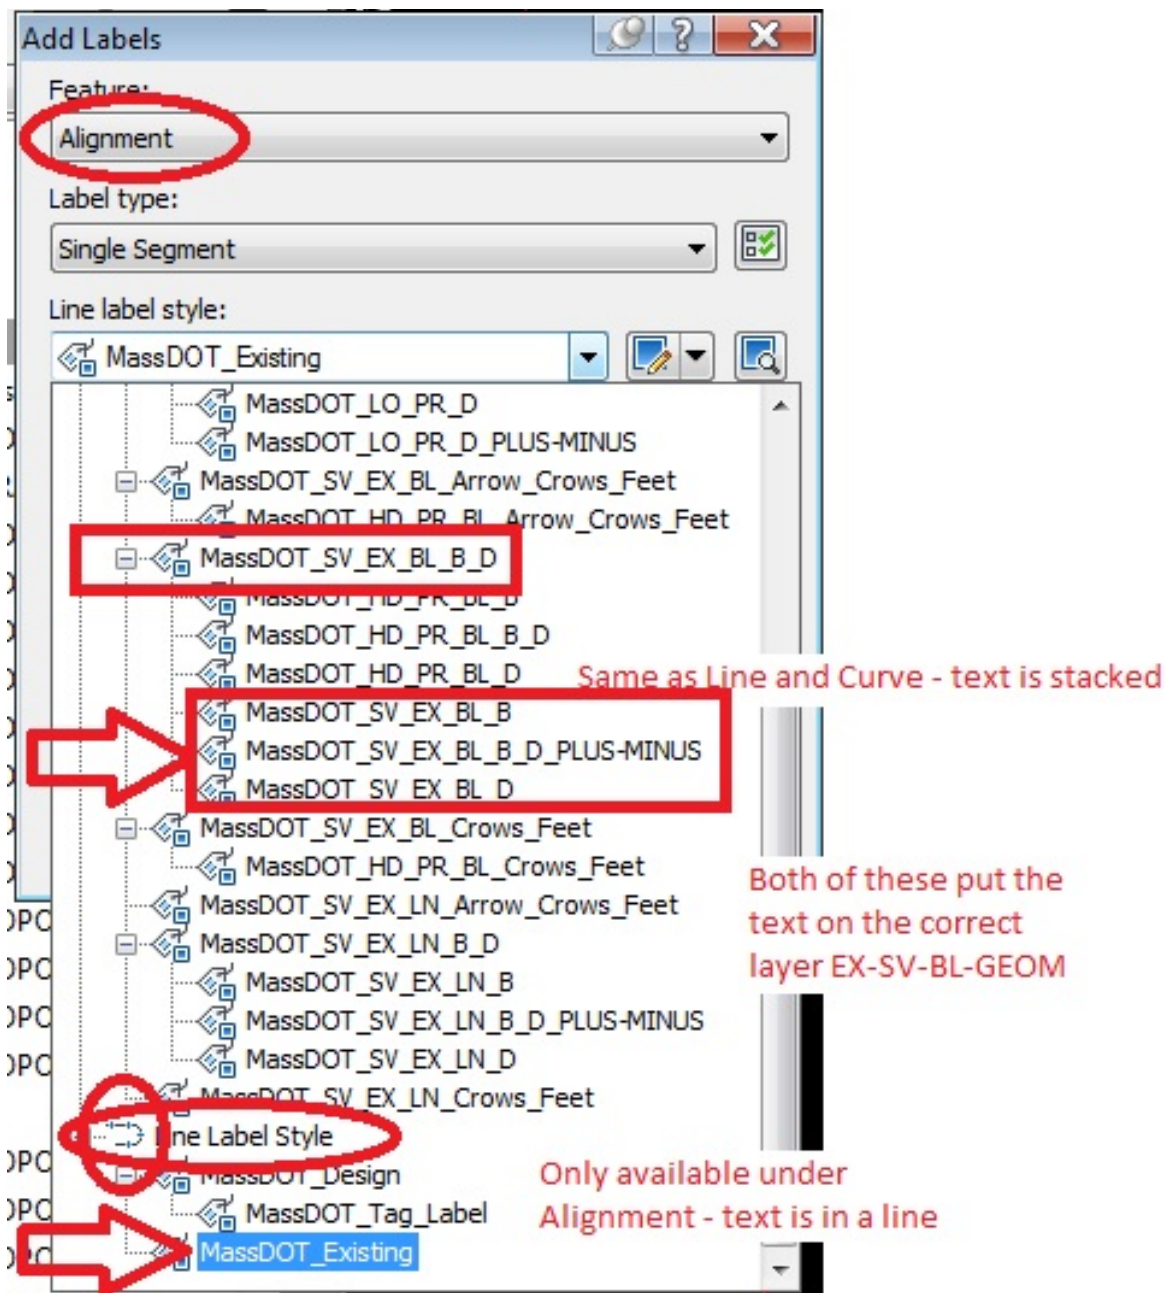 Add Labels
Feature:
Alignment
Label type:
Single Segment
Line label style:
MassDOT_Existing
MassDOT_LO_PR_D
MassDOT_LO_PR_D_PLUS-MINUS
MassDOT_SV_EX_BL_Arrow_Crows_Feet
MassDOT_HD_PR_BL_Arrow_Crows_Feet
MassDOT_SV_EX_BL_B_D
MassDOT_HD_PR_BL_B
MassDOT_HD_PR_BL_B_D
MassDOT_HD_PR_BL_D
Same as Line and Curve - text is stacked
MassDOT_SV_EX_BL_B
MassDOT_SV_EX_BL_B_D_PLUS-MINUS
MassDOT_SV_EX_BL_D
MassDOT_SV_EX_BL_Crows_Feet
MassDOT_HD_PR_BL_Crows_Feet
Both of these put the
text on the correct
layer EX-SV-BL-GEOM
MassDOT_SV_EX_LN_Arrow_Crows_Feet
MassDOT_SV_EX_LN_B_D
MassDOT_SV_EX_LN_B
MassDOT_SV_EX_LN_B_D_PLUS-MINUS
MassDOT_SV_EX_LN_D
MassDOT_SV_EX_LN_Crows_Feet
Line Label Style
MassDOT_Design
MassDOT_Tag_Label
Only available under
Alignment - text is in a line
MassDOT_Existing